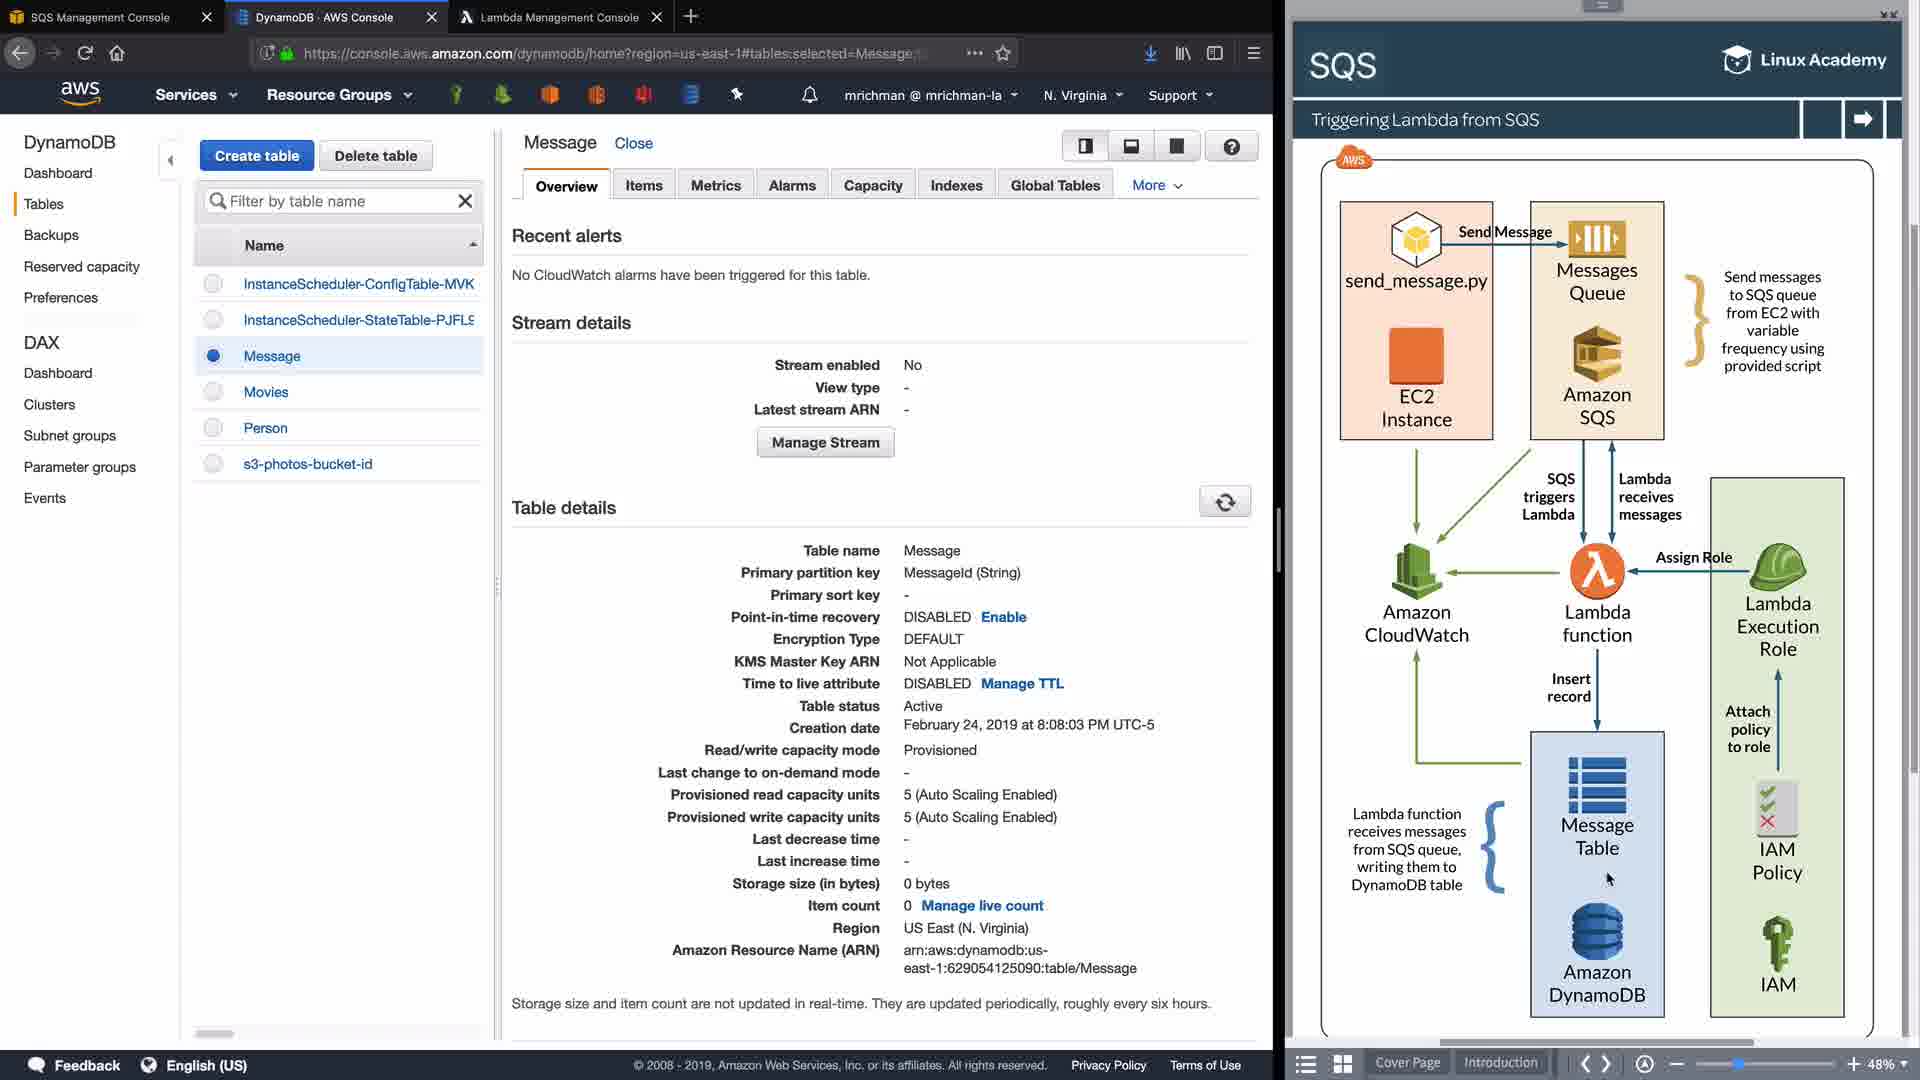 SQS Management Console
DynamoDB · AWS Console
Lambda Management Console
https://console.aws.amazon.com/dynamodb/home?region=us-east-1#tables:selected=Message;
aws
Services
Resource Groups
mrichman @ mrichman-la
N. Virginia
Support
DynamoDB
Dashboard
Tables
Backups
Reserved capacity
Preferences
DAX
Dashboard
Clusters
Subnet groups
Parameter groups
Events
Create table
Delete table
Filter by table name
Name
InstanceScheduler-ConfigTable-MVK
InstanceScheduler-StateTable-PJFLS
Message
Movies
Person
s3-photos-bucket-id
Message
Close
Overview
Items
Metrics
Alarms
Capacity
Indexes
Global Tables
More
Recent alerts
No CloudWatch alarms have been triggered for this table.
Stream details
Stream enabled No
View type -
Latest stream ARN -
Manage Stream
Table details
Table name Message
Primary partition key MessageId (String)
Primary sort key -
Point-in-time recovery DISABLED Enable
Encryption Type DEFAULT
KMS Master Key ARN Not Applicable
Time to live attribute DISABLED Manage TTL
Table status Active
Creation date February 24, 2019 at 8:08:03 PM UTC-5
Read/write capacity mode Provisioned
Last change to on-demand mode -
Provisioned read capacity units 5 (Auto Scaling Enabled)
Provisioned write capacity units 5 (Auto Scaling Enabled)
Last decrease time -
Last increase time -
Storage size (in bytes) 0 bytes
Item count 0 Manage live count
Region US East (N. Virginia)
Amazon Resource Name (ARN) arn:aws:dynamodb:us-
east-1:629054125090:table/Message
Storage size and item count are not updated in real-time. They are updated periodically, roughly every six hours.
Feedback
English (US)
© 2008 - 2019, Amazon Web Services, Inc. or its affiliates. All rights reserved.
Privacy Policy
Terms of Use
SQS
Linux Academy
Triggering Lambda from SQS
AWS
send_message.py
Send Message
Messages
Queue
EC2
Instance
Amazon
SQS
Send messages
to SQS queue
from EC2 with
variable
frequency using
provided script
SQS
triggers
Lambda
Lambda
receives
messages
Assign Role
Amazon
CloudWatch
Lambda
function
Lambda
Execution
Role
Insert
record
Attach
policy
to role
Lambda function
receives messages
from SQS queue,
writing them to
DynamoDB table
Message
Table
Amazon
DynamoDB
IAM
Policy
IAM
Cover Page
Introduction
48%